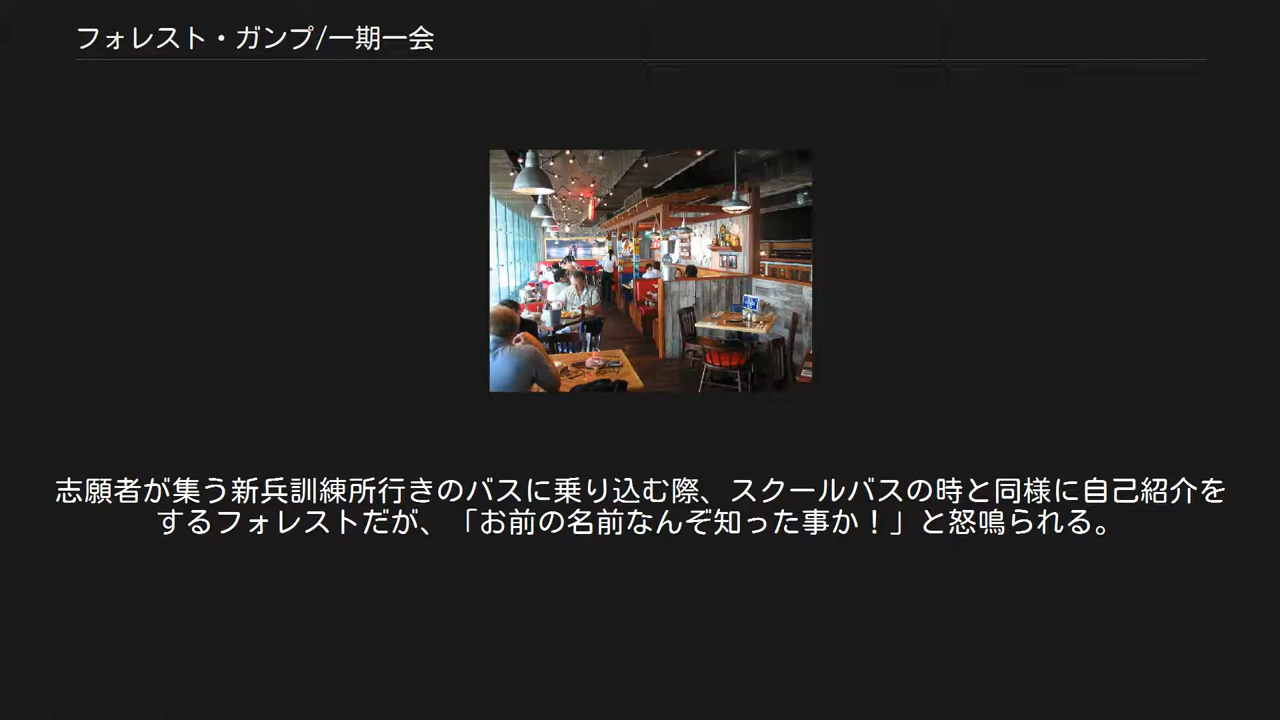 フォレスト・ガンプ/一期一会
志願者が集う新兵訓練所行きのバスに乗り込む際、スクールバスの時と同様に自己紹介を
するフォレストだが、「お前の名前なんぞ知った事か！」と怒鳴られる。